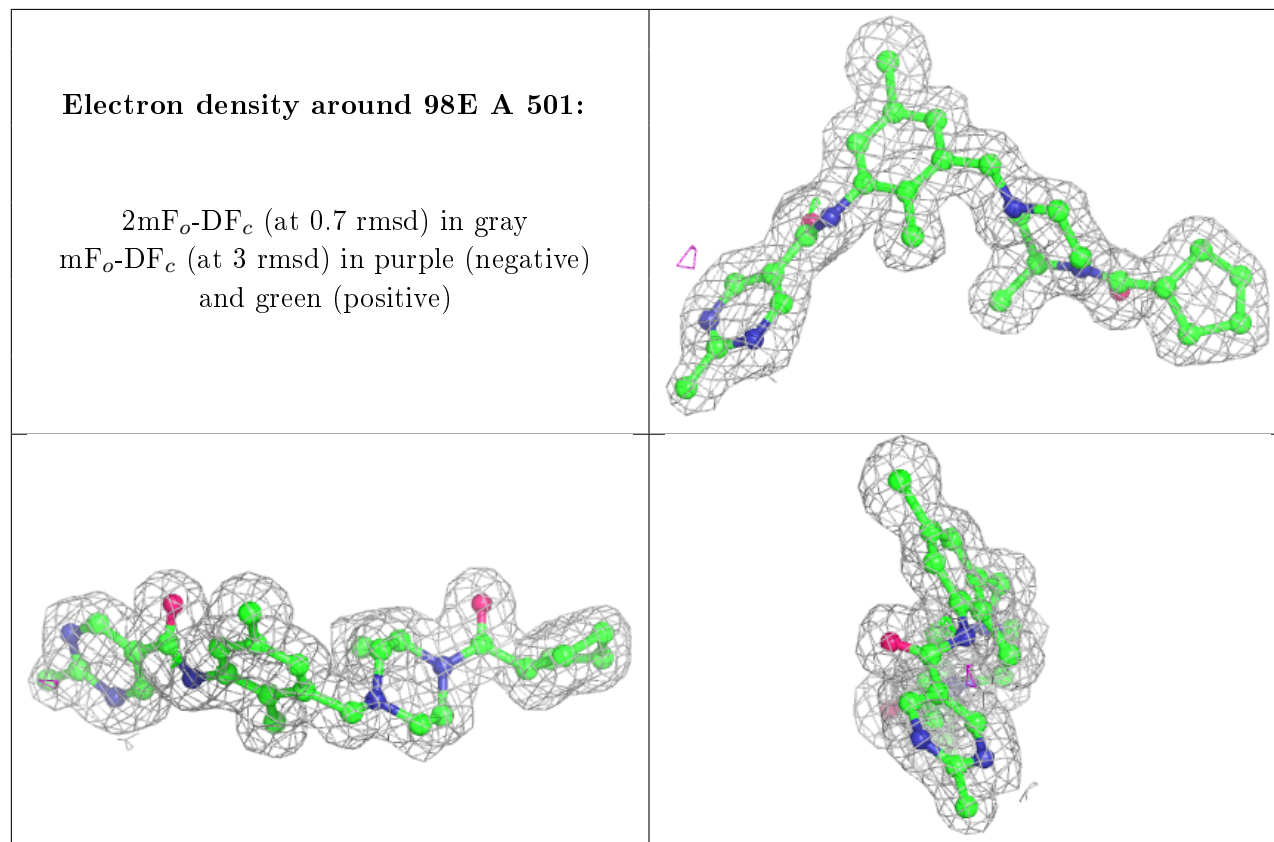 Electron density around 98E A 501:
2mFₒ-DF𝒸 (at 0.7 rmsd) in gray
mFₒ-DF𝒸 (at 3 rmsd) in purple (negative)
and green (positive)